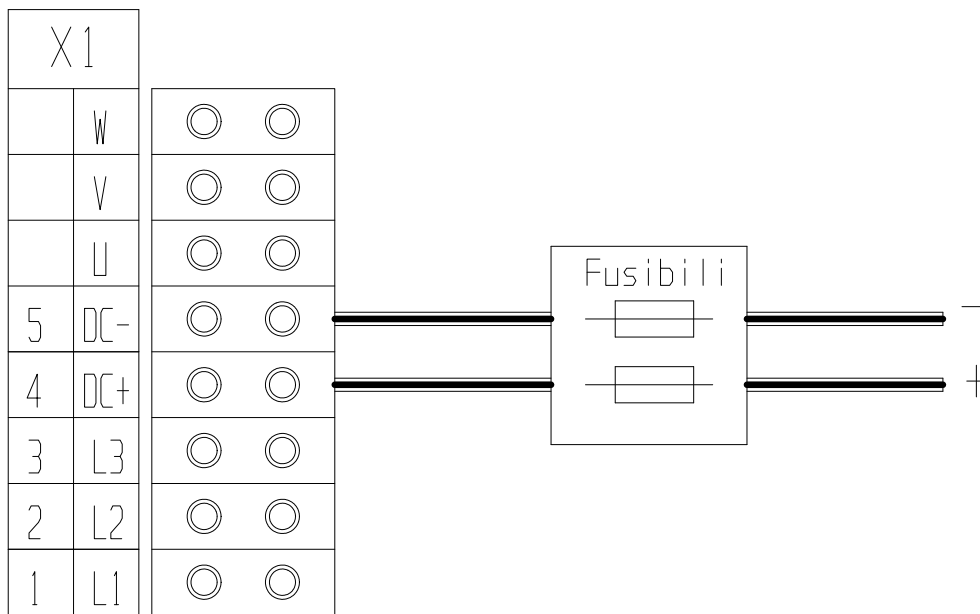 X1
W
V
U
Fusibili
5 DC- -
4 DC+ +
3 L3
2 L2
1 L1